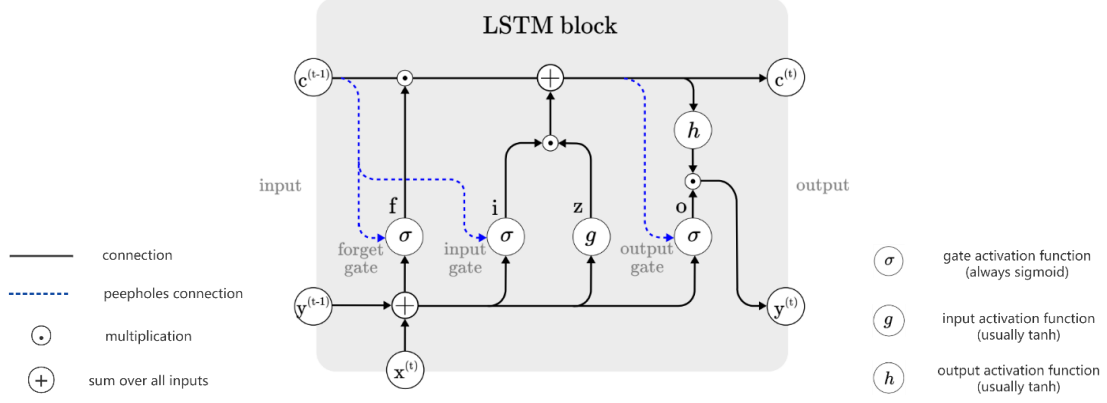 LSTM block
c(t-1)
c(t)
h
input
output
f
i
z
o
σ
σ
g
σ
forget
gate
input
gate
output
gate
connection
peepholes connection
multiplication
sum over all inputs
y(t-1)
y(t)
x(t)
σ
gate activation function
(always sigmoid)
g
input activation function
(usually tanh)
h
output activation function
(usually tanh)